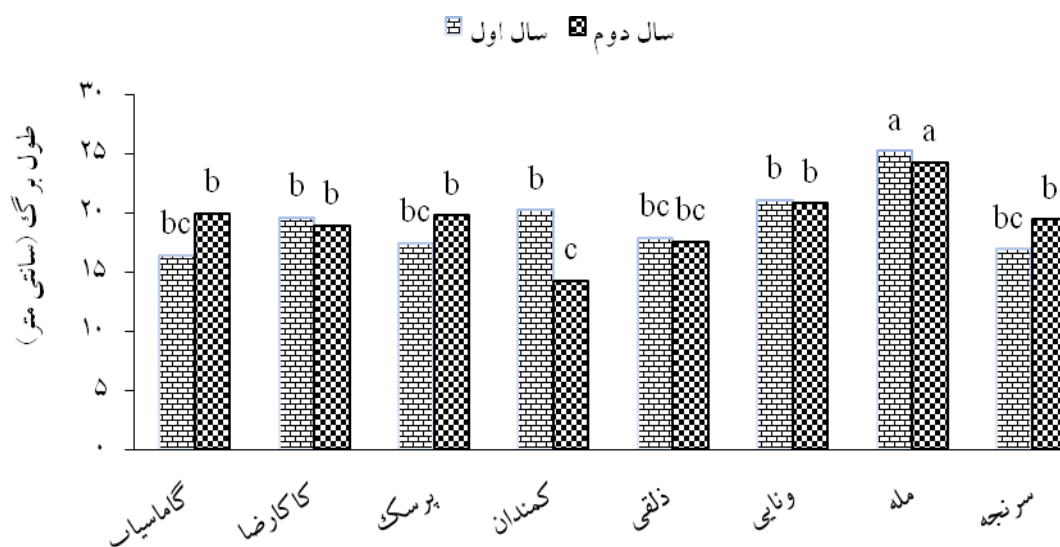 سال اول سال دوم
طول برگ (سانتی متر)
۳۰
۲۵
۲۰
۱۵
۱۰
۵
۰
bc b b b bc b b c bc bc b b a a bc b
گاماسیاب کاکارضا پرسک کمندان ذلقی ونایی مله سرنجه